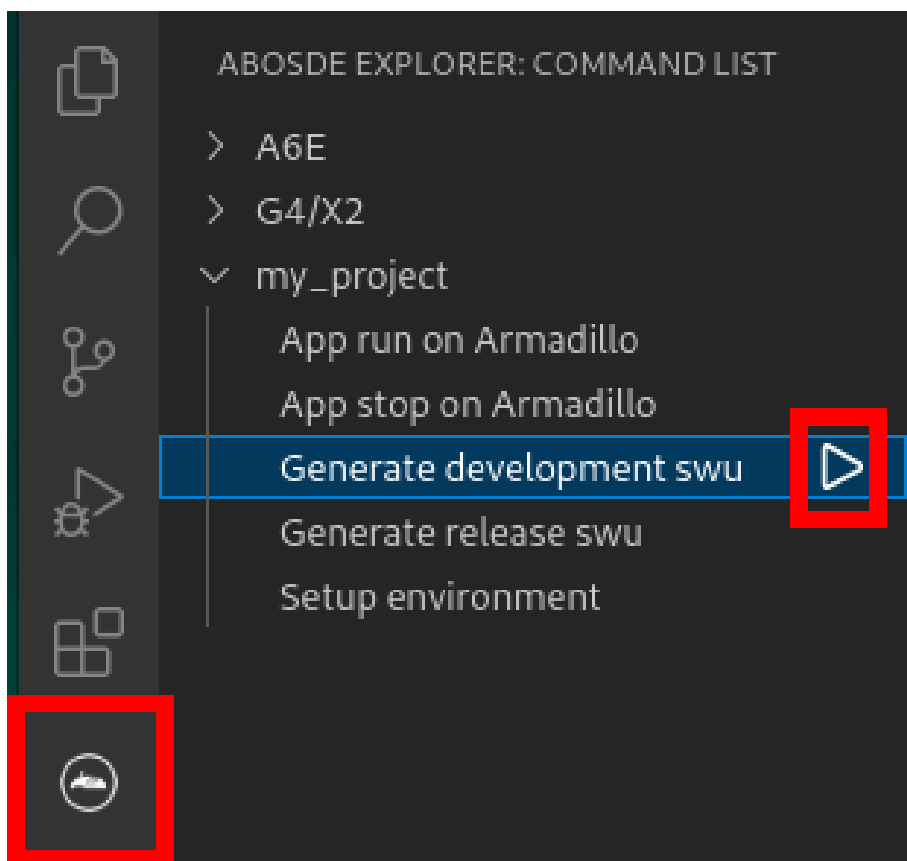 ABOSDE EXPLORER: COMMAND LIST
A6E
G4/X2
my_project
App run on Armadillo
App stop on Armadillo
Generate development swu
Generate release swu
Setup environment